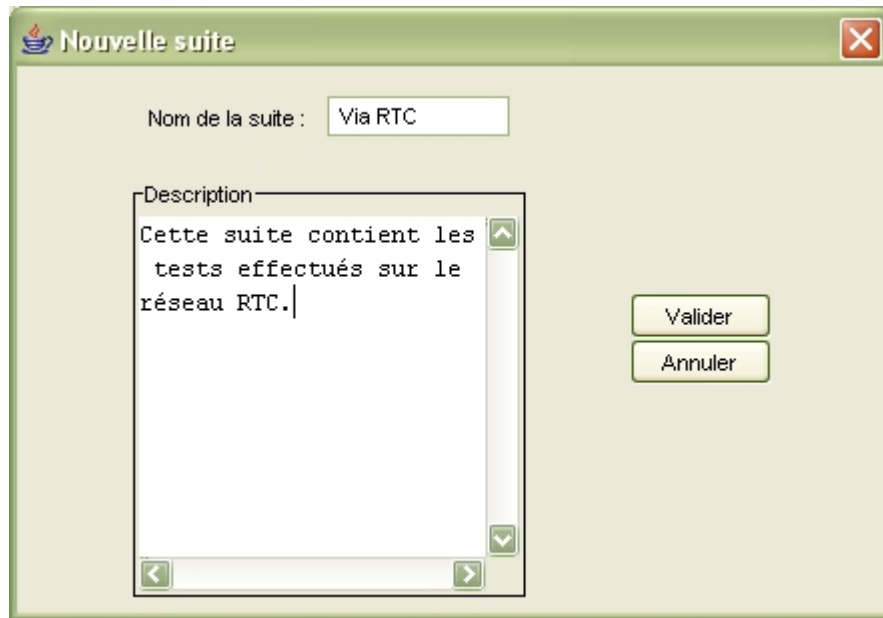 Nouvelle suite
Nom de la suite : Via RTC
Description
Cette suite contient les
tests effectués sur le
réseau RTC.
Valider
Annuler